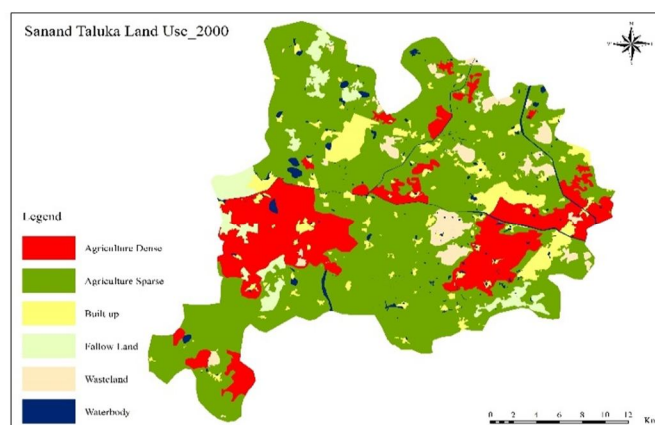 Sanand Taluka Land Use_2000
N
Legend
Agriculture Dense
Agriculture Sparse
Built up
Fallow Land
Wasteland
Waterbody
0 2 4 6 8 10 12
Km